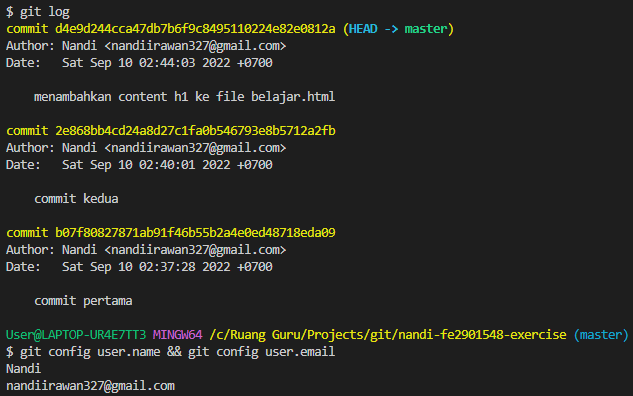 $ git log
commit d4e9d244cca47db7b6f9c8495110224e82e0812a (HEAD -> master)
Author: Nandi <nandiirawan327@gmail.com>
Date:   Sat Sep 10 02:44:03 2022 +0700
menambahkan content h1 ke file belajar.html
commit 2e868bb4cd24a8d27c1fa0b546793e8b5712a2fb
Author: Nandi <nandiirawan327@gmail.com>
Date:   Sat Sep 10 02:40:01 2022 +0700
commit kedua
commit b07f80827871ab91f46b55b2a4e0ed48718eda09
Author: Nandi <nandiirawan327@gmail.com>
Date:   Sat Sep 10 02:37:28 2022 +0700
commit pertama
User@LAPTOP-UR4E7TT3 MINGW64 /c/Ruang Guru/Projects/git/nandi-fe2901548-exercise (master)
$ git config user.name && git config user.email
Nandi
nandiirawan327@gmail.com